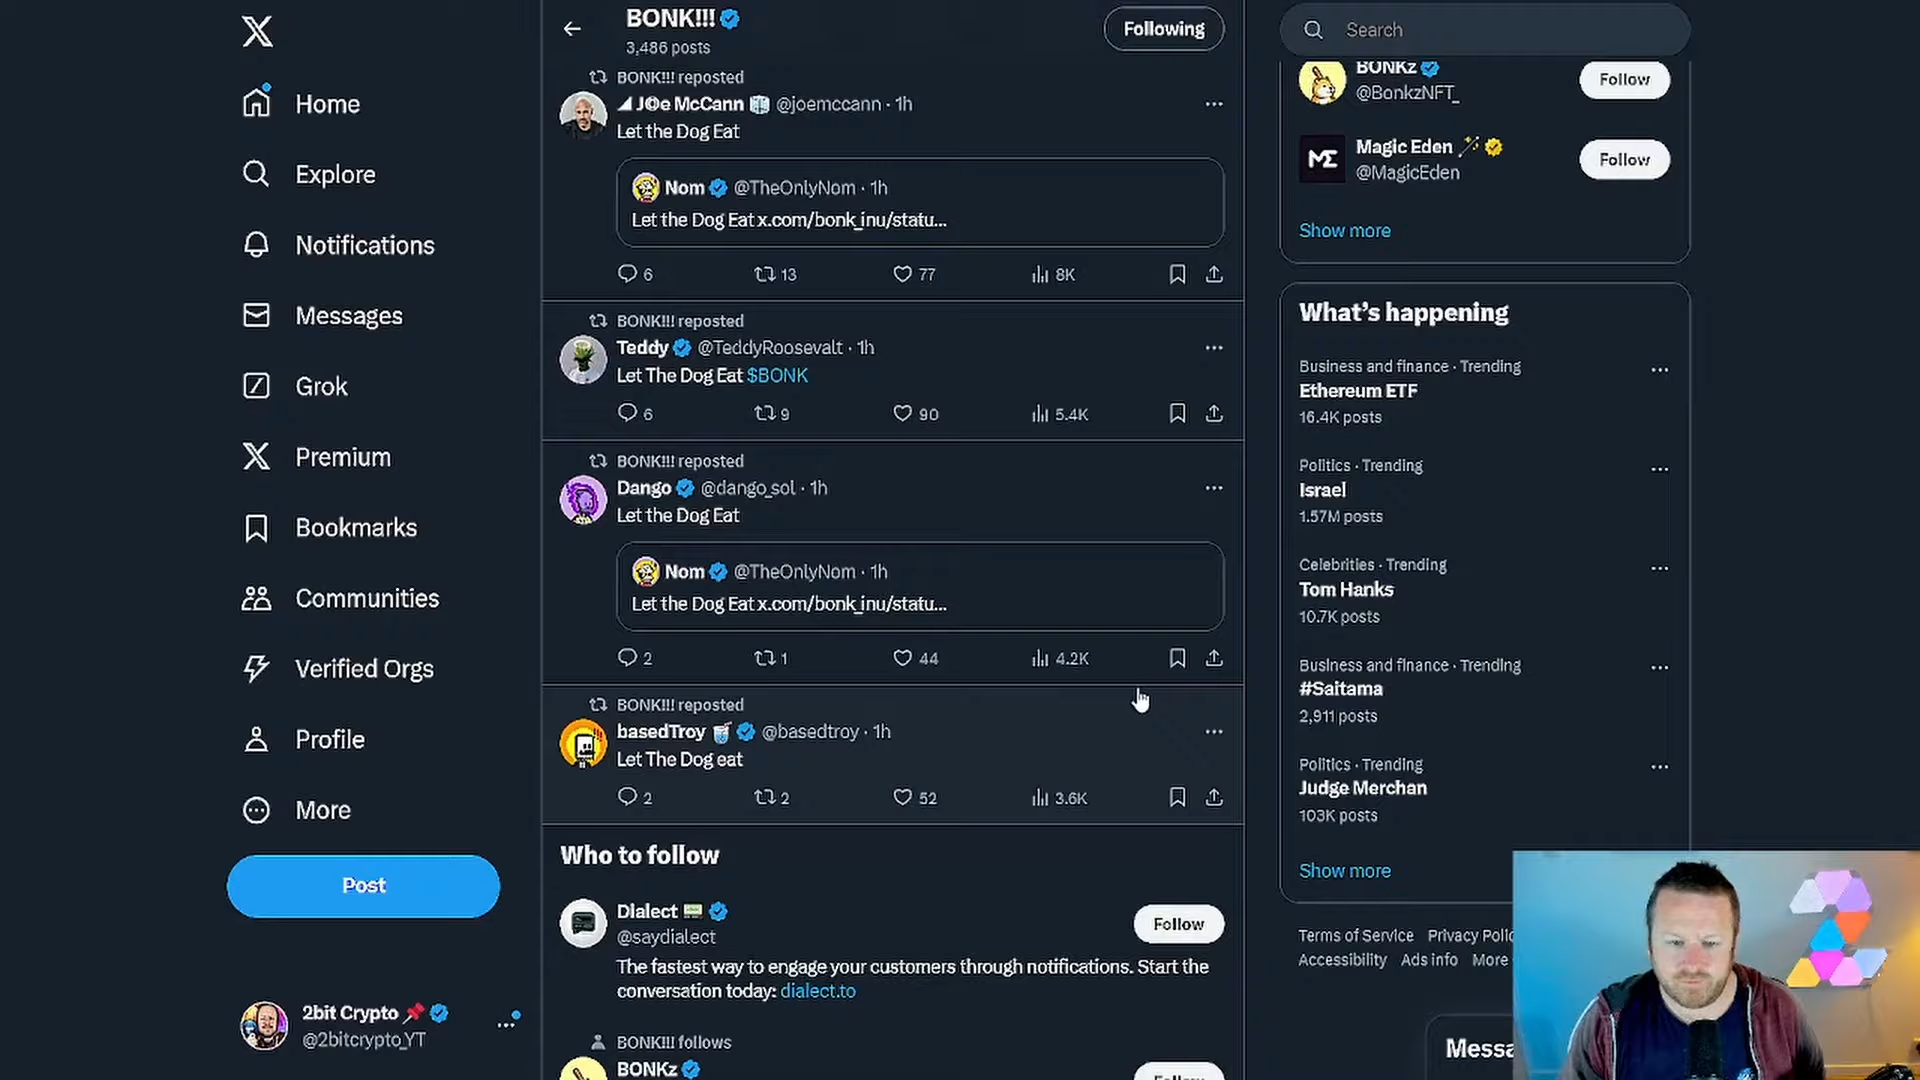 Home
Explore
Notifications
Messages
Grok
Premium
Bookmarks
Communities
Verified Orgs
Profile
More
Post
2bit Crypto
@2bitcrypto_YT
BONK!!!
3,486 posts
Following
BONK!!! reposted
J@e McCann @joemccann · 1h
Let the Dog Eat
Nom @TheOnlyNom · 1h
Let the Dog Eat x.com/bonk_inu/statu...
6 13 77 8K
BONK!!! reposted
Teddy @TeddyRoosevalt · 1h
Let The Dog Eat $BONK
6 9 90 5.4K
BONK!!! reposted
Dango @dango_sol · 1h
Let the Dog Eat
Nom @TheOnlyNom · 1h
Let the Dog Eat x.com/bonk_inu/statu...
2 1 44 4.2K
BONK!!! reposted
basedTroy @basedtroy · 1h
Let The Dog eat
2 2 52 3.6K
Who to follow
Dialect
@saydialect
Follow
The fastest way to engage your customers through notifications. Start the
conversation today: dialect.to
BONK!!! follows
BONKz
Search
BONKz
@BonkzNFT_
Follow
ME
Magic Eden
@MagicEden
Follow
Show more
What's happening
Business and finance · Trending
Ethereum ETF
16.4K posts
Politics · Trending
Israel
1.57M posts
Celebrities · Trending
Tom Hanks
10.7K posts
Business and finance · Trending
#Saitama
2,911 posts
Politics · Trending
Judge Merchan
103K posts
Show more
Terms of Service Privacy Polic
Accessibility Ads info More
Messa